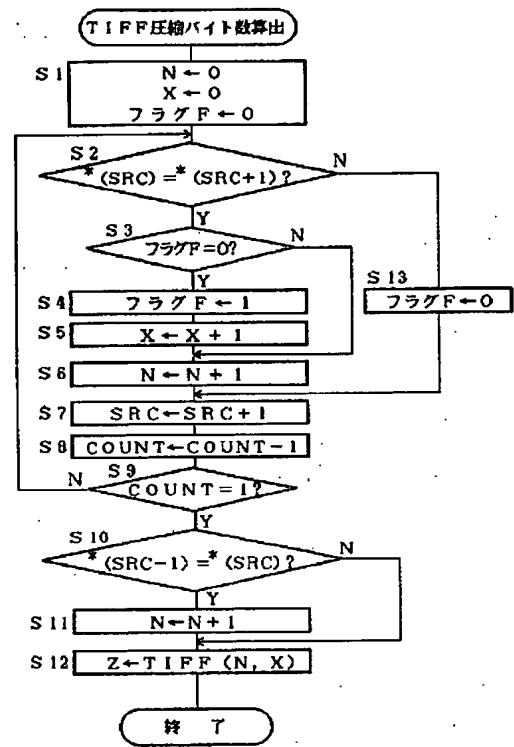 TIFF圧縮バイト数算出
S1
N←0
X←0
フラグF←0
S2
*(SRC)=*(SRC+1)?
N
Y
S3
フラグF=0?
N
Y
S13
フラグF←0
S4
フラグF←1
S5
X←X+1
S6
N←N+1
S7
SRC←SRC+1
S8
COUNT←COUNT-1
S9
N
COUNT=1?
Y
S10
*(SRC-1)=*(SRC)?
N
Y
S11
N←N+1
S12
Z←TIFF(N, X)
終了